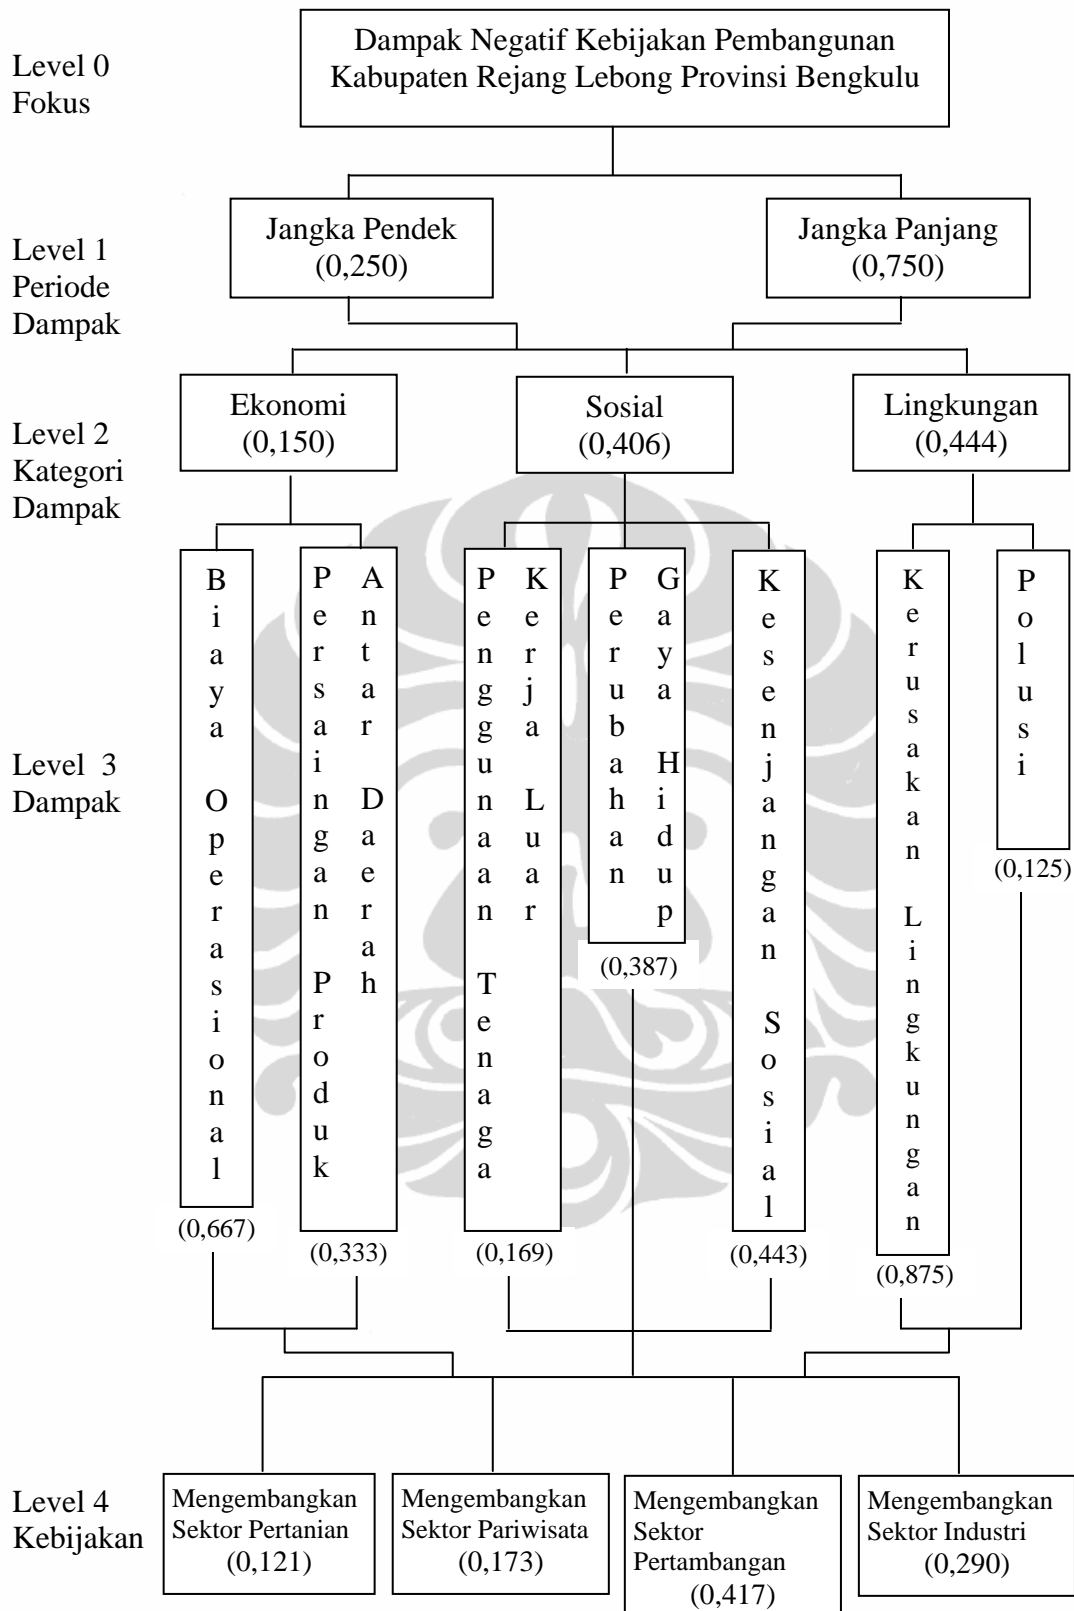 Level 0
Fokus
Dampak Negatif Kebijakan Pembangunan
Kabupaten Rejang Lebong Provinsi Bengkulu
Level 1
Periode
Dampak
Jangka Pendek
(0,250)
Jangka Panjang
(0,750)
Level 2
Kategori
Dampak
Ekonomi
(0,150)
Sosial
(0,406)
Lingkungan
(0,444)
Level 3
Dampak
Biaya Operasional
(0,667)
Persaingan Produk
Antar Daerah
(0,333)
Penggunaan Tenaga
Kerja Luar
(0,169)
Perubahan
Gaya Hidup
(0,387)
Kesenjangan Sosial
(0,443)
Kerusakan Lingkungan
(0,875)
Polusi
(0,125)
Level 4
Kebijakan
Mengembangkan
Sektor Pertanian
(0,121)
Mengembangkan
Sektor Pariwisata
(0,173)
Mengembangkan
Sektor
Pertambangan
(0,417)
Mengembangkan
Sektor Industri
(0,290)